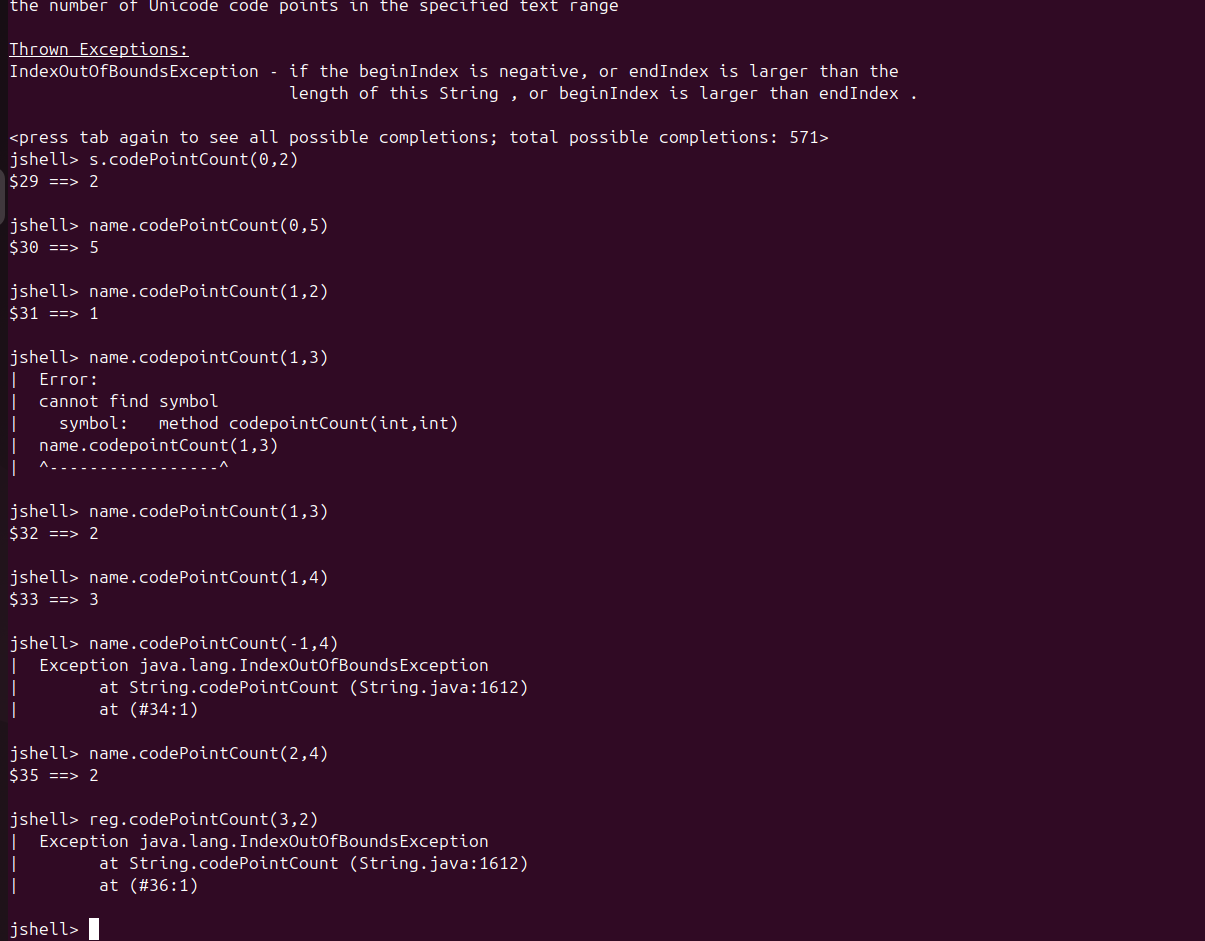 the number of Unicode code points in the specified text range
Thrown Exceptions:
IndexOutOfBoundsException - if the beginIndex is negative, or endIndex is larger than the
length of this String , or beginIndex is larger than endIndex .
<press tab again to see all possible completions; total possible completions: 571>
jshell> s.codePointCount(0,2)
$29 ==> 2
jshell> name.codePointCount(0,5)
$30 ==> 5
jshell> name.codePointCount(1,2)
$31 ==> 1
jshell> name.codepointCount(1,3)
|  Error:
|  cannot find symbol
|    symbol:   method codepointCount(int,int)
|  name.codepointCount(1,3)
|  ^-----------------^
jshell> name.codePointCount(1,3)
$32 ==> 2
jshell> name.codePointCount(1,4)
$33 ==> 3
jshell> name.codePointCount(-1,4)
|  Exception java.lang.IndexOutOfBoundsException
|        at String.codePointCount (String.java:1612)
|        at (#34:1)
jshell> name.codePointCount(2,4)
$35 ==> 2
jshell> reg.codePointCount(3,2)
|  Exception java.lang.IndexOutOfBoundsException
|        at String.codePointCount (String.java:1612)
|        at (#36:1)
jshell>